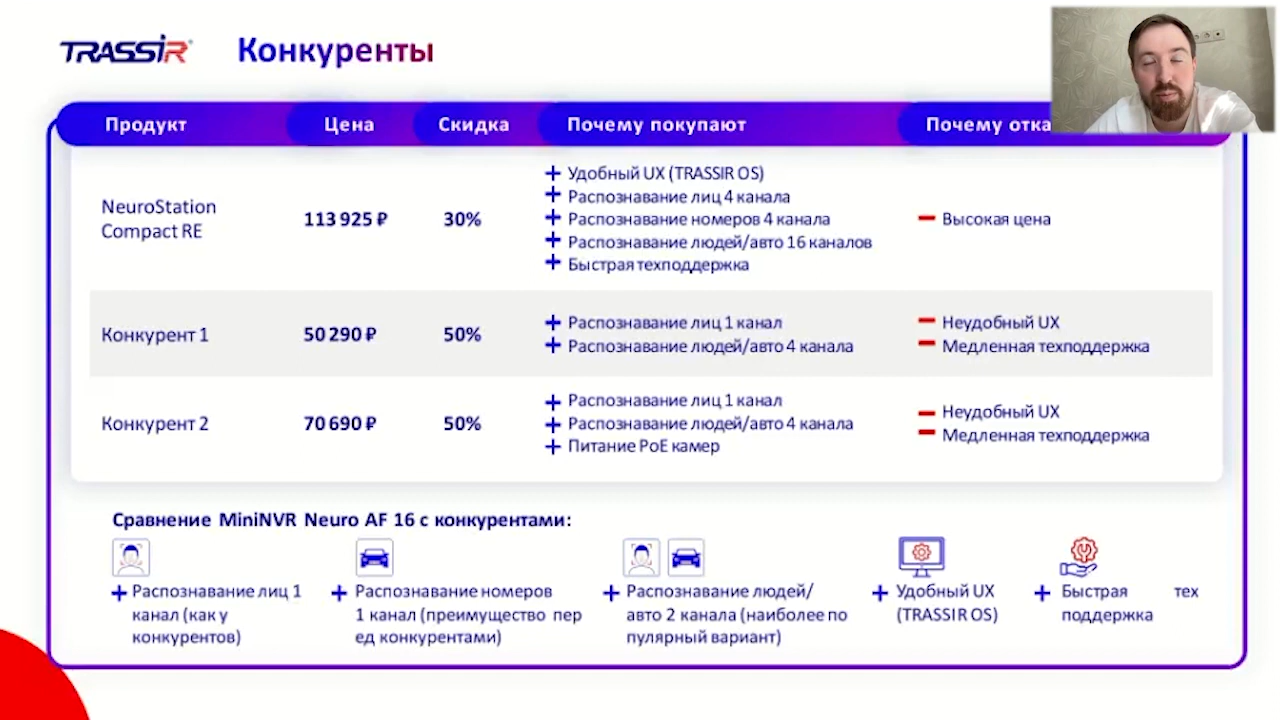 TRASSIR
Конкуренты
Продукт
Цена
Скидка
Почему покупают
Почему отка
NeuroStation
Compact RE
113 925 ₽
30%
+ Удобный UX (TRASSIR OS)
+ Распознавание лиц 4 канала
+ Распознавание номеров 4 канала
+ Распознавание людей/авто 16 каналов
+ Быстрая техподдержка
− Высокая цена
Конкурент 1
50 290 ₽
50%
+ Распознавание лиц 1 канал
+ Распознавание людей/авто 4 канала
− Неудобный UX
− Медленная техподдержка
Конкурент 2
70 690 ₽
50%
+ Распознавание лиц 1 канал
+ Распознавание людей/авто 4 канала
+ Питание PoE камер
− Неудобный UX
− Медленная техподдержка
Сравнение MiniNVR Neuro AF 16 с конкурентами:
+ Распознавание лиц 1
канал (как у
конкурентов)
+ Распознавание номеров
1 канал (преимущество пер
ед конкурентами)
+ Распознавание людей/
авто 2 канала (наиболее по
пулярный вариант)
+ Удобный UX
(TRASSIR OS)
+ Быстрая тех
поддержка